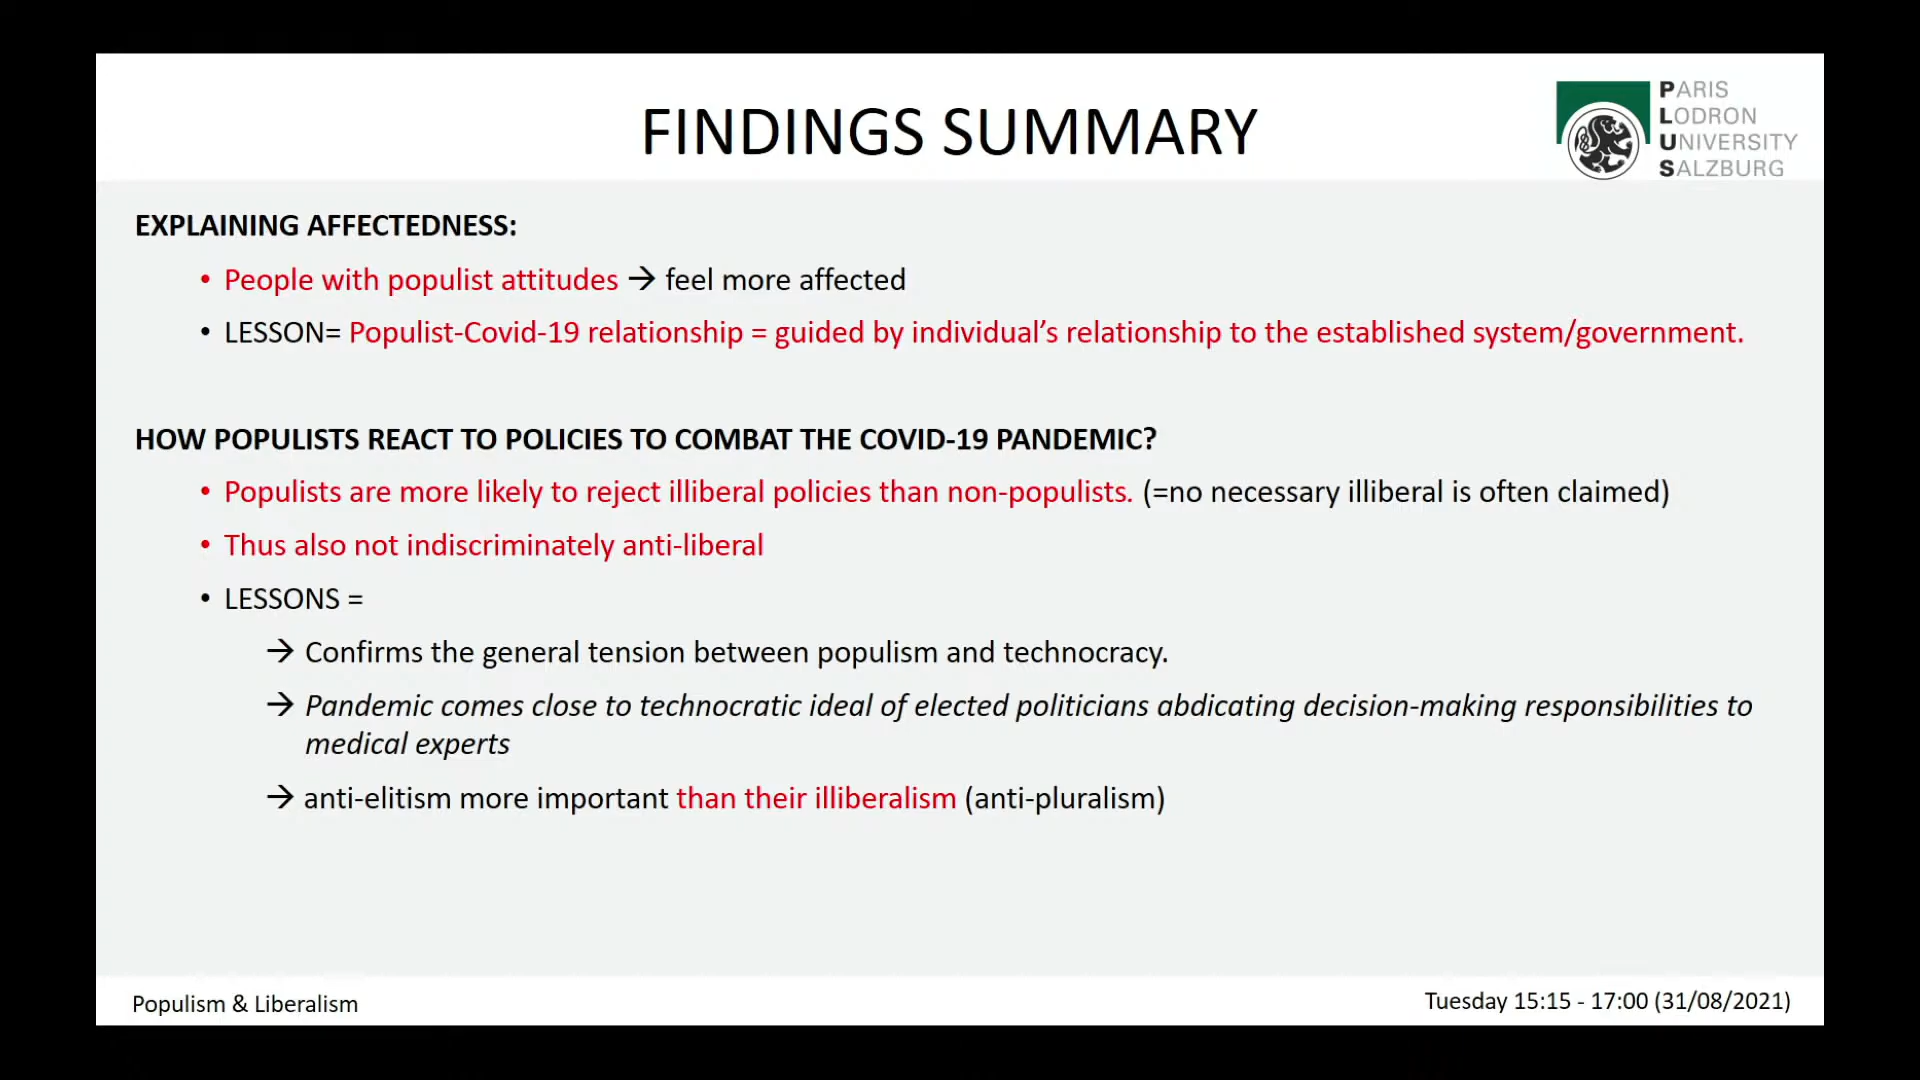 FINDINGS SUMMARY
PARIS
LODRON
UNIVERSITY
SALZBURG
EXPLAINING AFFECTEDNESS:
• People with populist attitudes → feel more affected
• LESSON= Populist-Covid-19 relationship = guided by individual’s relationship to the established system/government.
HOW POPULISTS REACT TO POLICIES TO COMBAT THE COVID-19 PANDEMIC?
• Populists are more likely to reject illiberal policies than non-populists. (=no necessary illiberal is often claimed)
• Thus also not indiscriminately anti-liberal
• LESSONS =
→ Confirms the general tension between populism and technocracy.
→ Pandemic comes close to technocratic ideal of elected politicians abdicating decision-making responsibilities to
medical experts
→ anti-elitism more important than their illiberalism (anti-pluralism)
Populism & Liberalism
Tuesday 15:15 - 17:00 (31/08/2021)